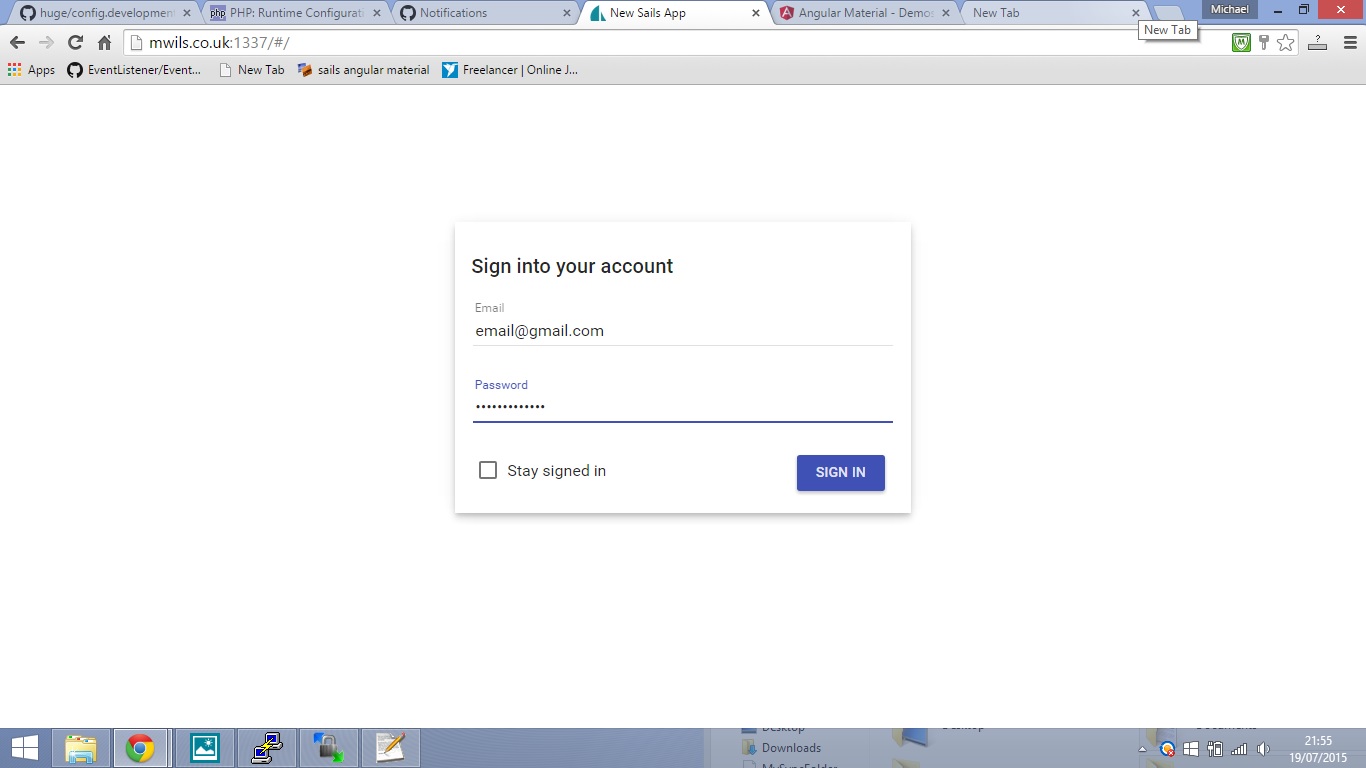 huge/config.development
PHP: Runtime Configurati
Notifications
New Sails App
Angular Material - Demos
New Tab
Michael
New Tab
mwils.co.uk:1337/#/
Apps
EventListener/Event...
New Tab
sails angular material
Freelancer | Online J...
Sign into your account
Email
email@gmail.com
Password
•••••••••••••
Stay signed in
SIGN IN
Downloads
21:55
19/07/2015